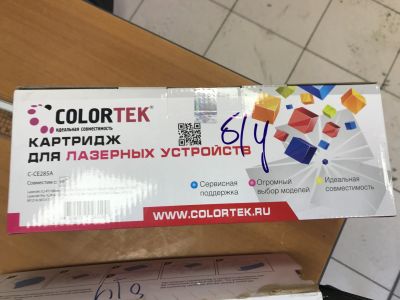 COLORTEK®
ИДЕАЛЬНАЯ СОВМЕСТИМОСТЬ
КАРТРИДЖ
ДЛЯ ЛАЗЕРНЫХ УСТРОЙСТВ
б/у
C-CE285A
Сервисная поддержка
Огромный выбор моделей
Идеальная совместимость
WWW.COLORTEK.RU
б/у